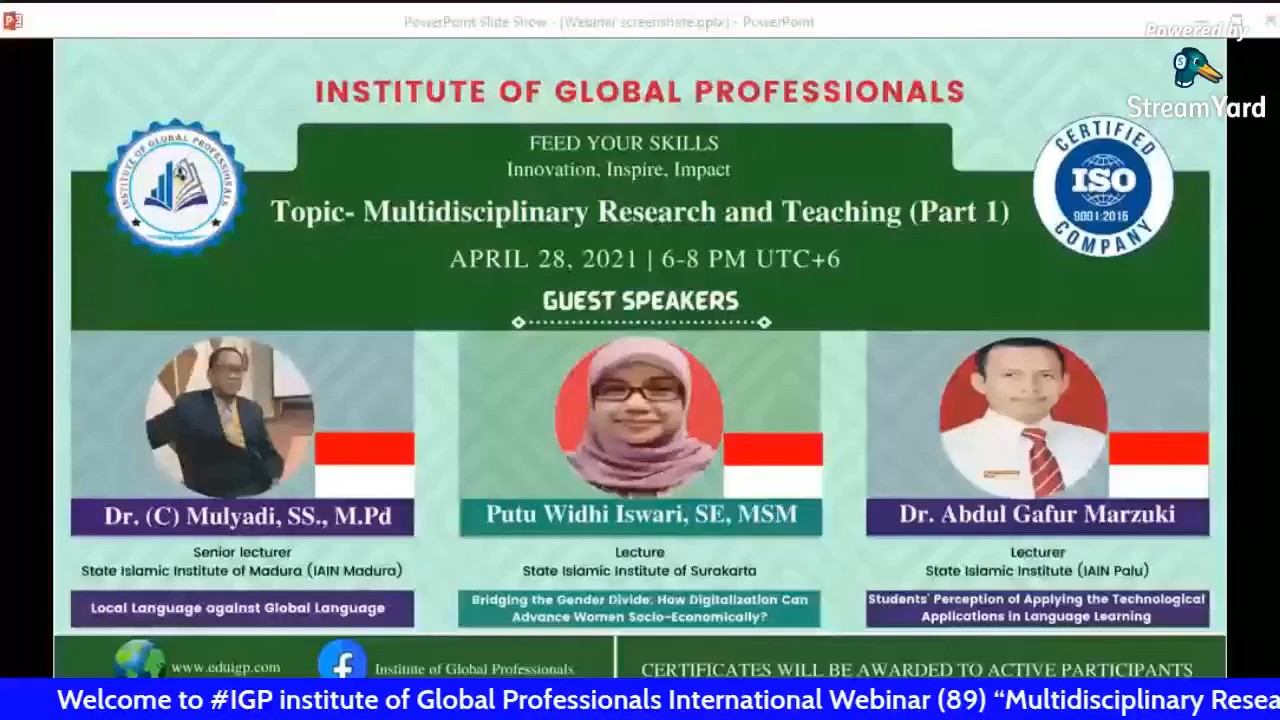 PowerPoint Slide Show - [Webinar screenshare.pptx] - PowerPoint
Powered by
StreamYard
INSTITUTE OF GLOBAL PROFESSIONALS
INSTITUTE OF GLOBAL PROFESSIONALS
FEED YOUR SKILLS
Innovation, Inspire, Impact
Topic- Multidisciplinary Research and Teaching (Part 1)
APRIL 28, 2021 | 6-8 PM UTC+6
GUEST SPEAKERS
CERTIFIED
ISO
9001:2015
COMPANY
Dr. (C) Mulyadi, SS., M.Pd
Senior lecturer
State Islamic Institute of Madura (IAIN Madura)
Local Language against Global Language
Putu Widhi Iswari, SE, MSM
Lecture
State Islamic Institute of Surakarta
Bridging the Gender Divide: How Digitalization Can
Advance Women Socio-Economically?
Dr. Abdul Gafur Marzuki
Lecturer
State Islamic Institute (IAIN Palu)
Students' Perception of Applying the Technological
Applications in Language Learning
www.eduigp.com
Institute of Global Professionals
CERTIFICATES WILL BE AWARDED TO ACTIVE PARTICIPANTS
Welcome to #IGP institute of Global Professionals International Webinar (89) “Multidisciplinary Resea